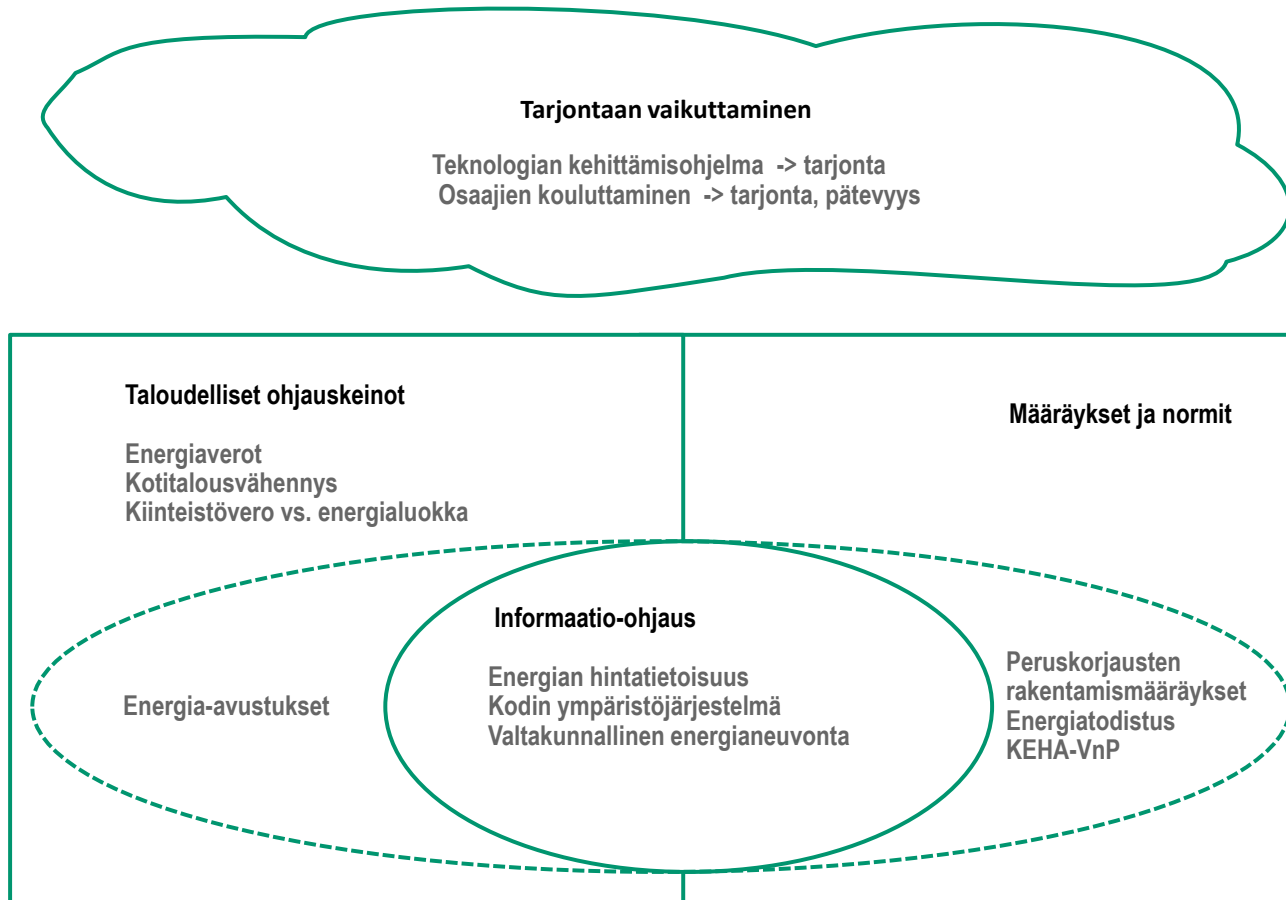 Tarjontaan vaikuttaminen
Teknologian kehittämisohjelma -> tarjonta
Osaajien kouluttaminen -> tarjonta, pätevyys
Taloudelliset ohjauskeinot
Energiaverot
Kotitalousvähennys
Kiinteistövero vs. energialuokka
Määräykset ja normit
Informaatio-ohjaus
Energian hintatietoisuus
Kodin ympäristöjärjestelmä
Valtakunnallinen energianeuvonta
Energia-avustukset
Peruskorjausten
rakentamismääräykset
Energiatodistus
KEHA-VnP